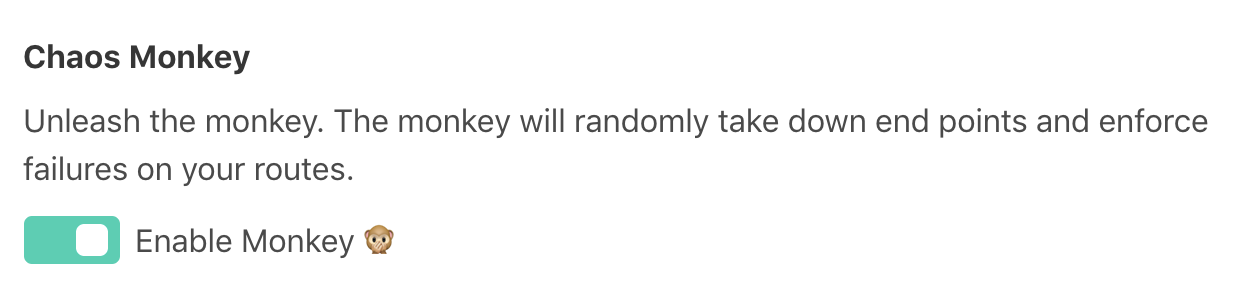 Chaos Monkey
Unleash the monkey. The monkey will randomly take down end points and enforce
failures on your routes.
Enable Monkey 🙊